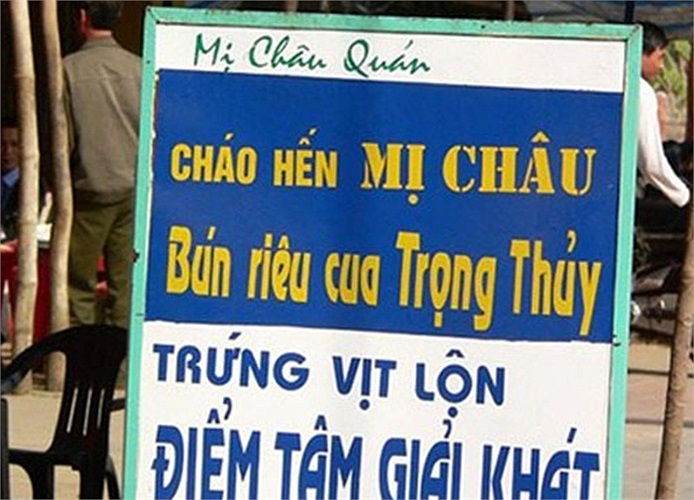 Mị Châu Quán
CHÁO HẾN MỊ CHÂU
Bún riêu cua Trọng Thủy
TRỨNG VỊT LỘN
ĐIỂM TÂM GIẢI KHÁT